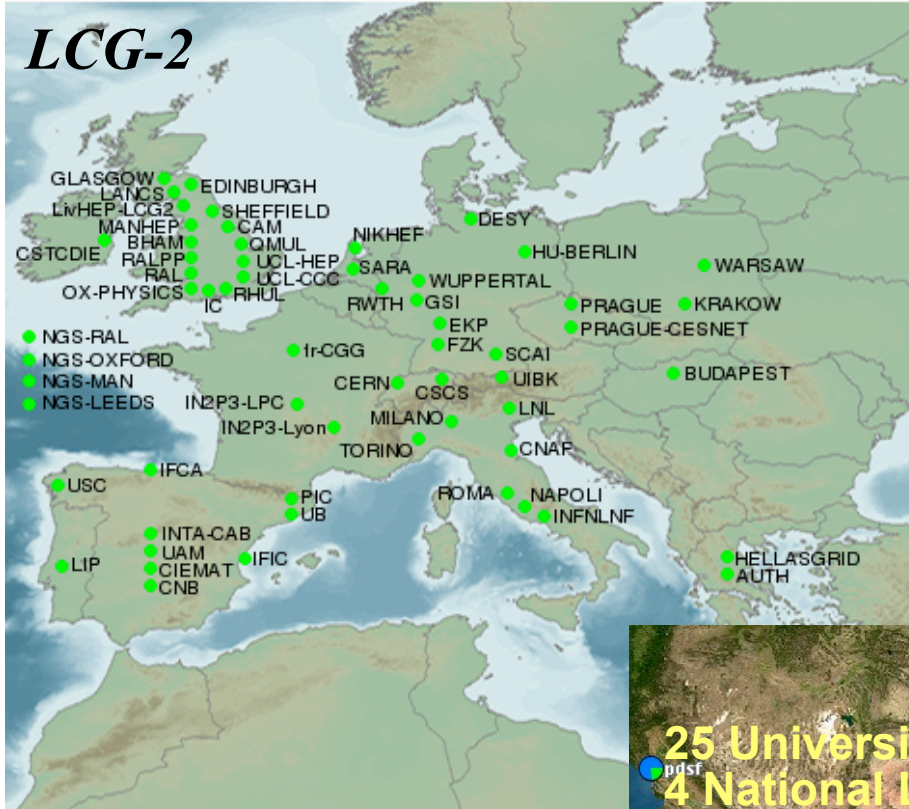 LCG-2
GLASGOW
EDINBURGH
LANCS
LivHEP-LCG2
SHEFFIELD
MANHEP
CAM
CSTCDIE
BHAM
QMUL
RALPP
UCL-HEP
RAL
UCL-CCC
OX-PHYSICS
IC
RHUL
NIKHEF
SARA
RWTH
DESY
HU-BERLIN
WUPPERTAL
GSI
WARSAW
PRAGUE
KRAKOW
PRAGUE-CESNET
EKP
FZK
SCAI
NGS-RAL
NGS-OXFORD
NGS-MAN
NGS-LEEDS
fr-CGG
CERN
CSCS
UIBK
BUDAPEST
IN2P3-LPC
IN2P3-Lyon
MILANO
LNL
TORINO
CNAF
IFCA
USC
PIC
UB
ROMA
NAPOLI
INFNLNF
INTA-CAB
UAM
IFIC
LIP
CIEMAT
CNB
HELLASGRID
AUTH
25 Universi
pdsf
4 National